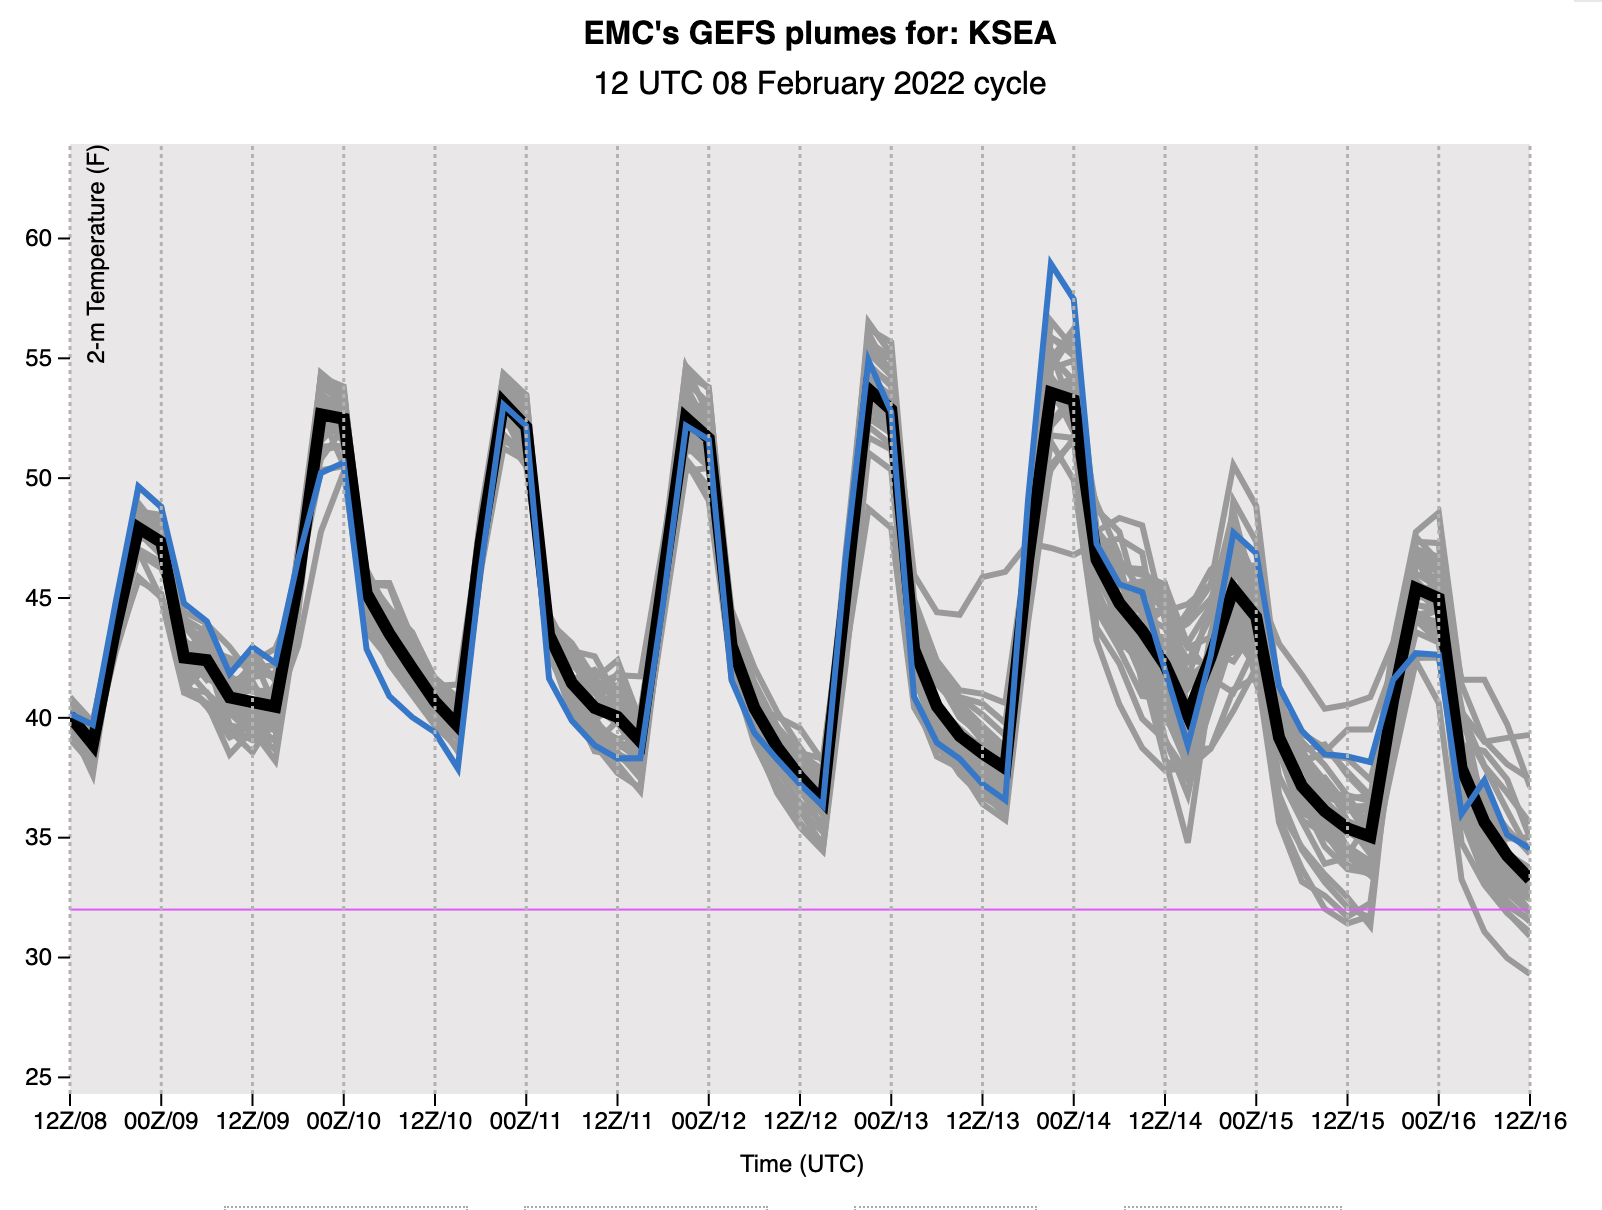 EMC's GEFS plumes for: KSEA
12 UTC 08 February 2022 cycle
2-m Temperature (F)
60
55
50
45
40
35
30
25
12Z/08 00Z/09 12Z/09 00Z/10 12Z/10 00Z/11 12Z/11 00Z/12 12Z/12 00Z/13 12Z/13 00Z/14 12Z/14 00Z/15 12Z/15 00Z/16 12Z/16
Time (UTC)